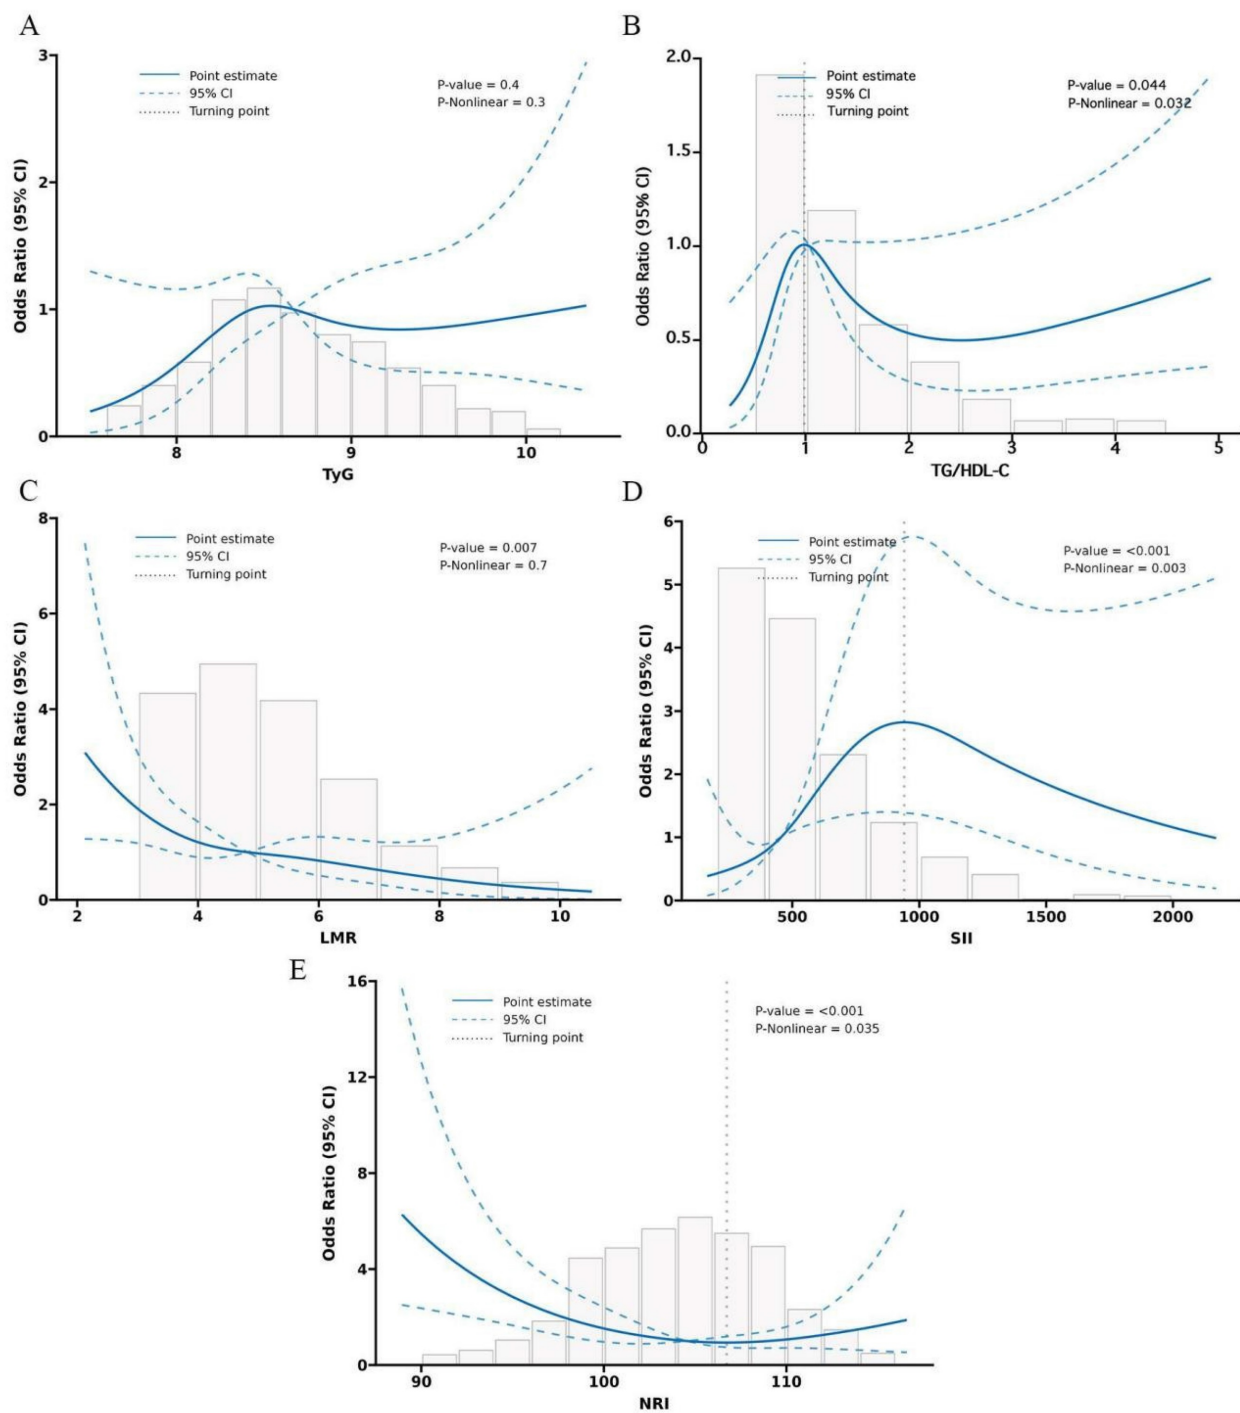 A
Odds Ratio (95% CI)
3
2
1
0
Point estimate
95% CI
Turning point
P-value = 0.4
P-Nonlinear = 0.3
8
9
10
TyG
B
Odds Ratio (95% CI)
2.0
1.5
1.0
0.5
0.0
Point estimate
95% CI
Turning point
P-value = 0.044
P-Nonlinear = 0.032
0
1
2
3
4
5
TG/HDL-C
C
Odds Ratio (95% CI)
8
6
4
2
0
Point estimate
95% CI
Turning point
P-value = 0.007
P-Nonlinear = 0.7
2
4
6
8
10
LMR
D
Odds Ratio (95% CI)
6
5
4
3
2
1
0
Point estimate
95% CI
Turning point
P-value = <0.001
P-Nonlinear = 0.003
500
1000
1500
2000
SII
E
Odds Ratio (95% CI)
16
12
8
4
0
Point estimate
95% CI
Turning point
P-value = <0.001
P-Nonlinear = 0.035
90
100
110
NRI